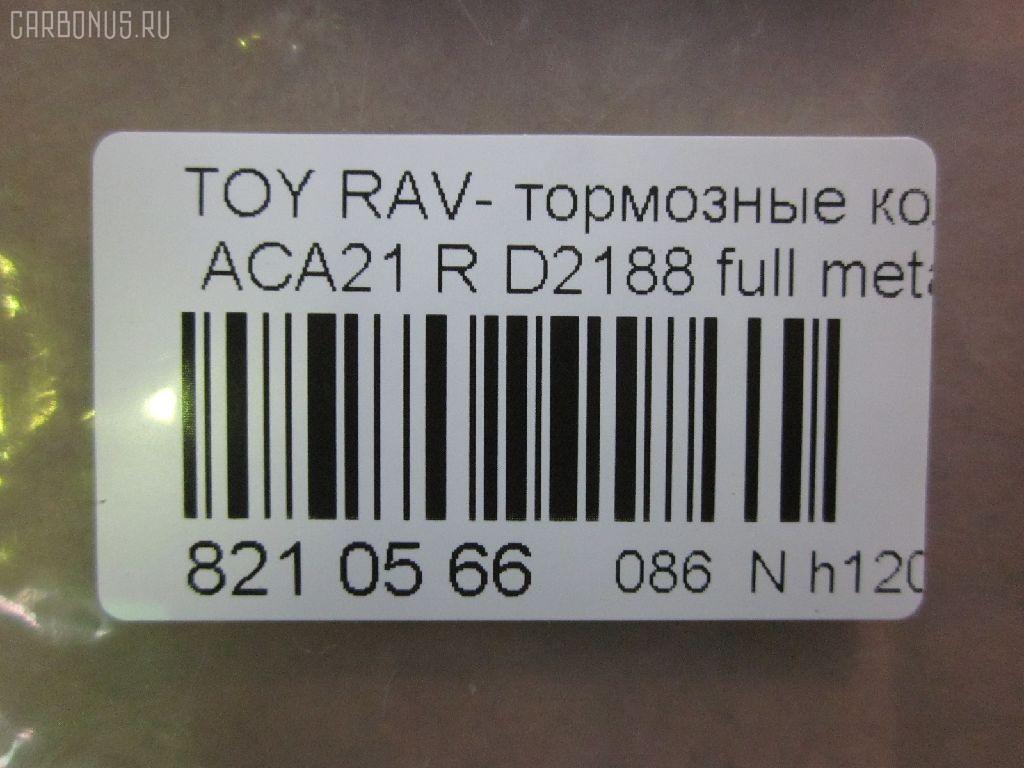 CARBONUS.RU
TOY RAV- тормозные ко
ACA21 R D2188 full meta
821 05 66 086 N h120